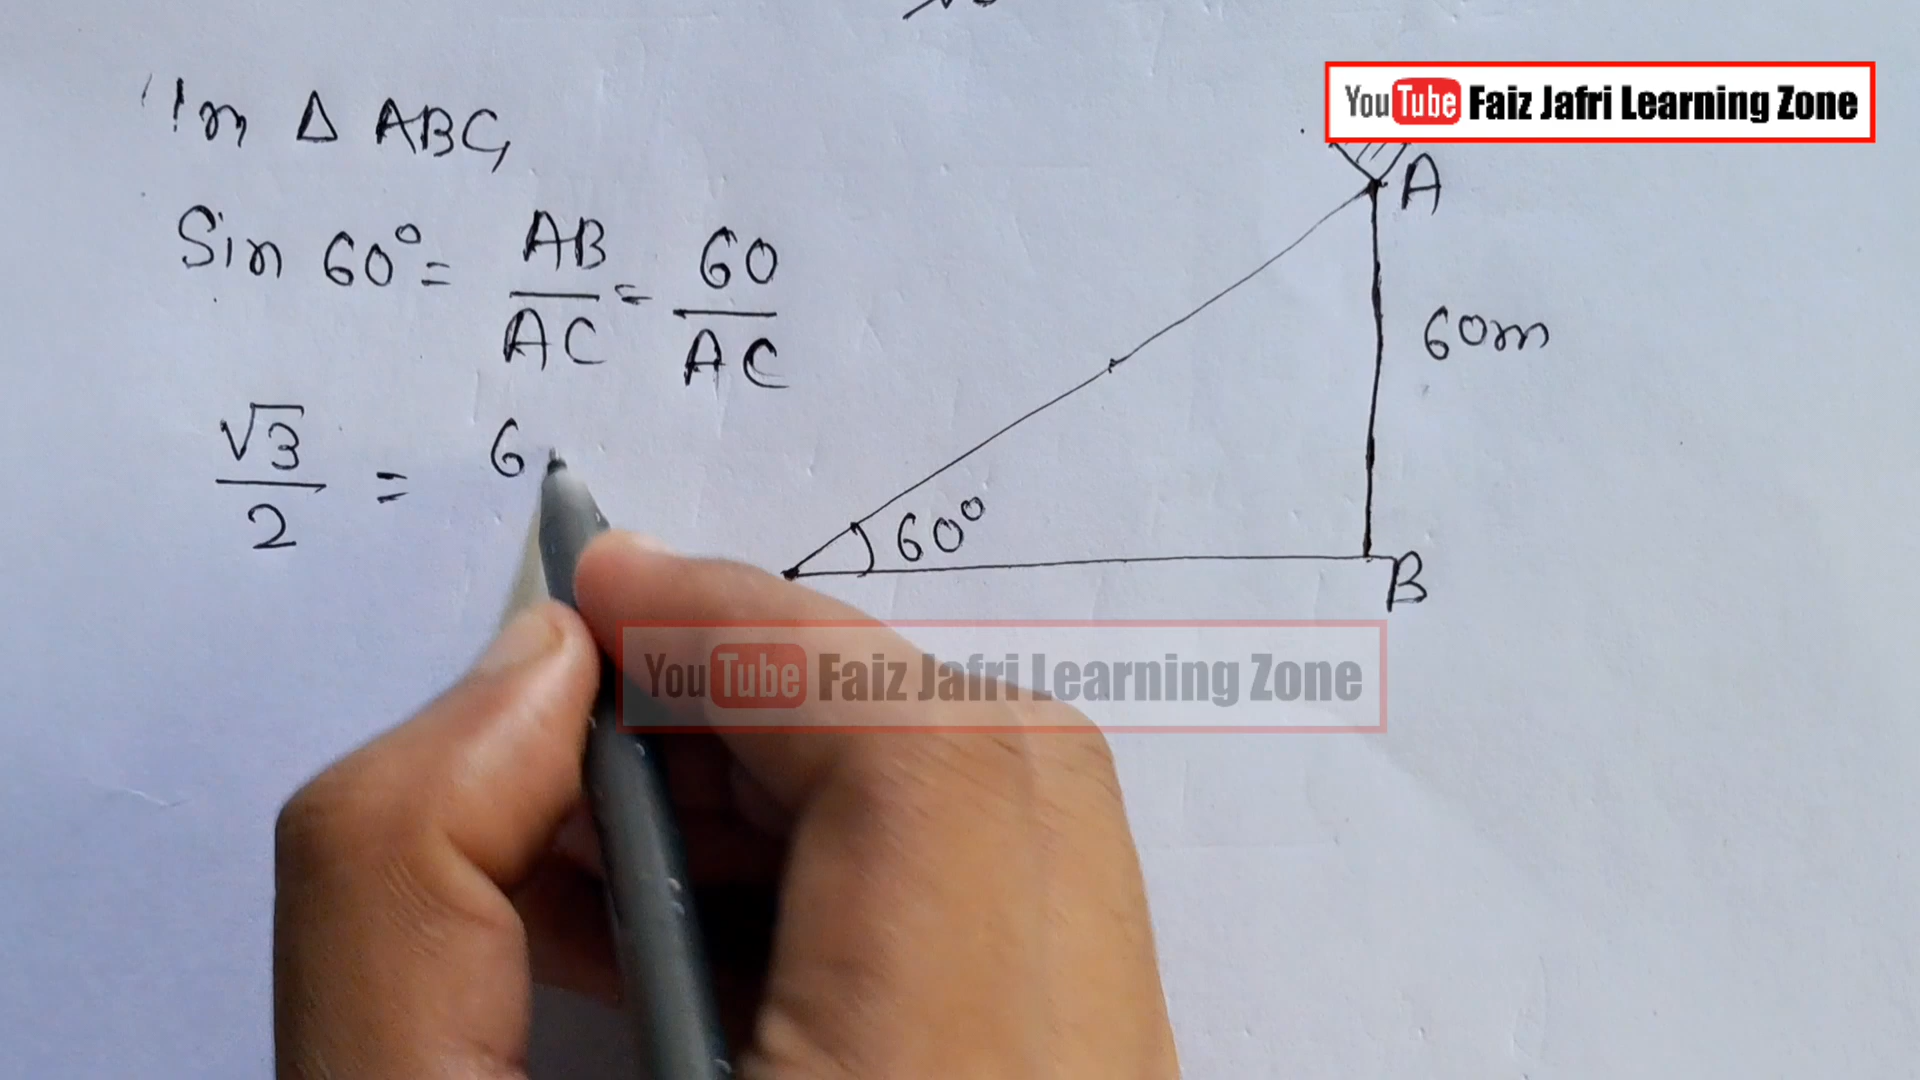 In Δ ABC,
Sin 60° = AB/AC = 60/AC
√3/2 = 6
A
60m
60°
B
YouTube Faiz Jafri Learning Zone
YouTube Faiz Jafri Learning Zone